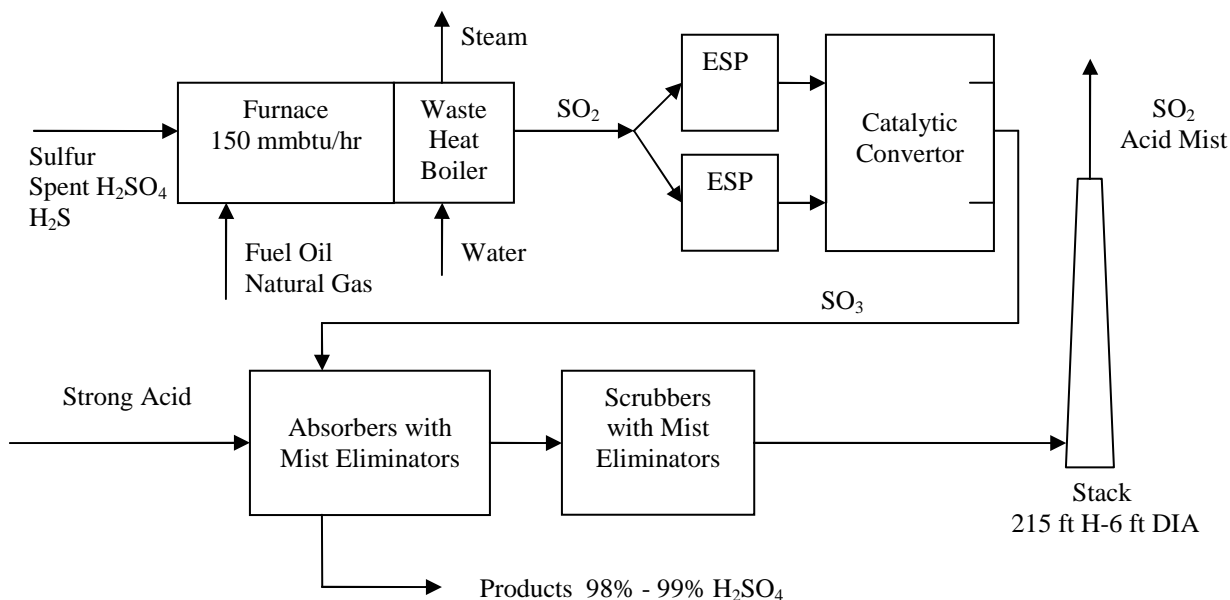 Steam
Furnace
150 mmbtu/hr
Waste
Heat
Boiler
SO₂
ESP
ESP
Catalytic
Convertor
SO₂
Acid Mist
Sulfur
Spent H₂SO₄
H₂S
Fuel Oil
Natural Gas
Water
SO₃
Strong Acid
Absorbers with
Mist Eliminators
Scrubbers
with Mist
Eliminators
Stack
215 ft H-6 ft DIA
Products 98% - 99% H₂SO₄